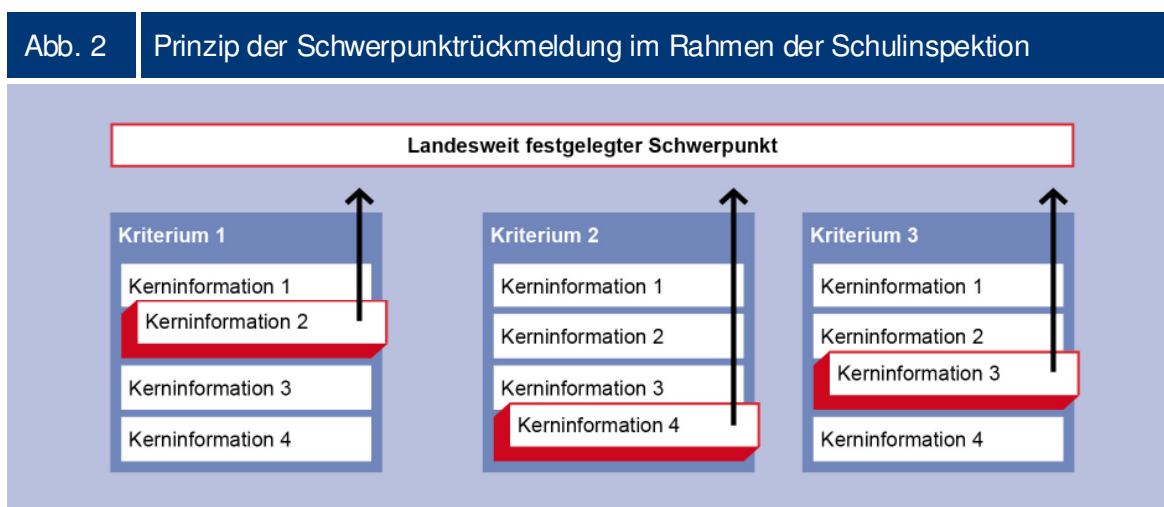 Abb. 2 Prinzip der Schwerpunktrückmeldung im Rahmen der Schulinspektion
Landesweit festgelegter Schwerpunkt
Kriterium 1
Kerninformation 1
Kerninformation 2
Kerninformation 3
Kerninformation 4
Kriterium 2
Kerninformation 1
Kerninformation 2
Kerninformation 3
Kerninformation 4
Kriterium 3
Kerninformation 1
Kerninformation 2
Kerninformation 3
Kerninformation 4